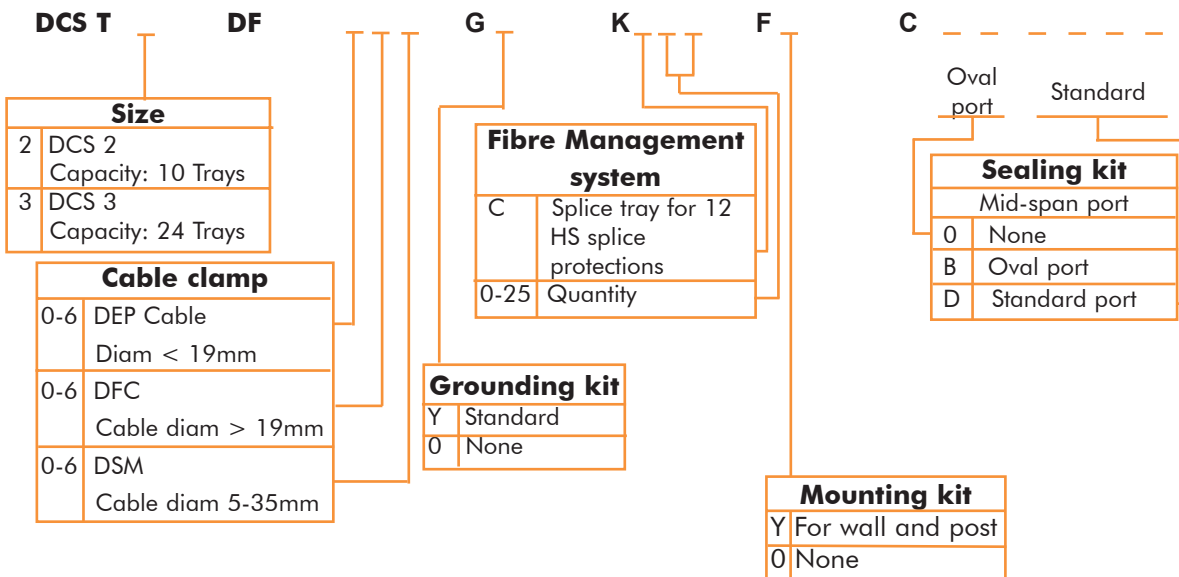 DCS T _ DF _ _ _ G _ K _ _ _ F _ C _ _ _ _ _ _
Oval
port
Standard
Size
2 DCS 2
Capacity: 10 Trays
3 DCS 3
Capacity: 24 Trays
Cable clamp
0-6 DEP Cable
Diam < 19mm
0-6 DFC
Cable diam > 19mm
0-6 DSM
Cable diam 5-35mm
Fibre Management
system
C Splice tray for 12
HS splice
protections
0-25 Quantity
Grounding kit
Y Standard
0 None
Mounting kit
Y For wall and post
0 None
Sealing kit
Mid-span port
0 None
B Oval port
D Standard port